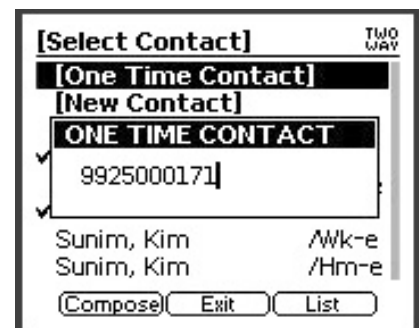 [Select Contact]
TWO
WAY
[One Time Contact]
[New Contact]
ONE TIME CONTACT
9925000171
Sunim, Kim /Wk-e
Sunim, Kim /Hm-e
Compose Exit List